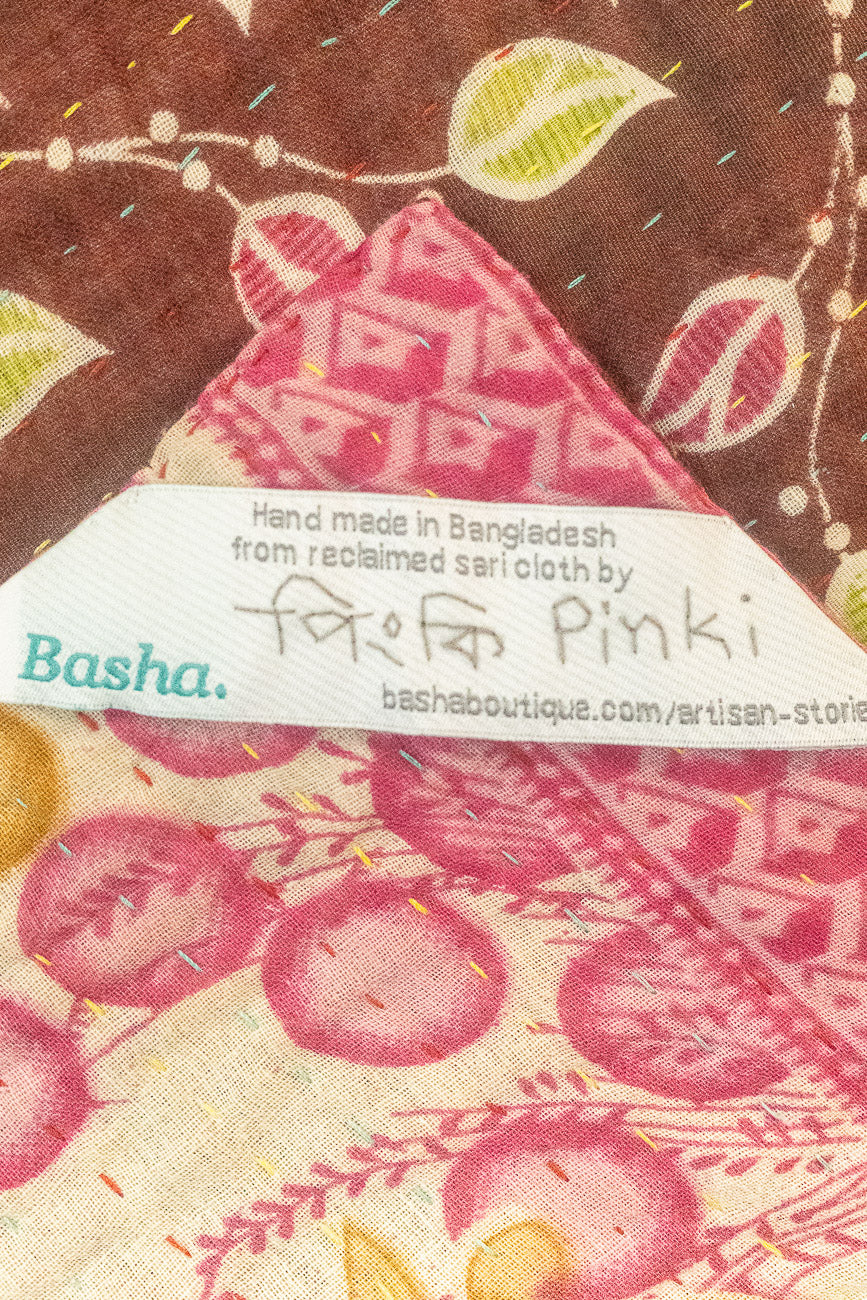 Hand made in Bangladesh
from reclaimed sari cloth by
পিংকি Pinki
Basha.
bashaboutique.com/artisan-storie